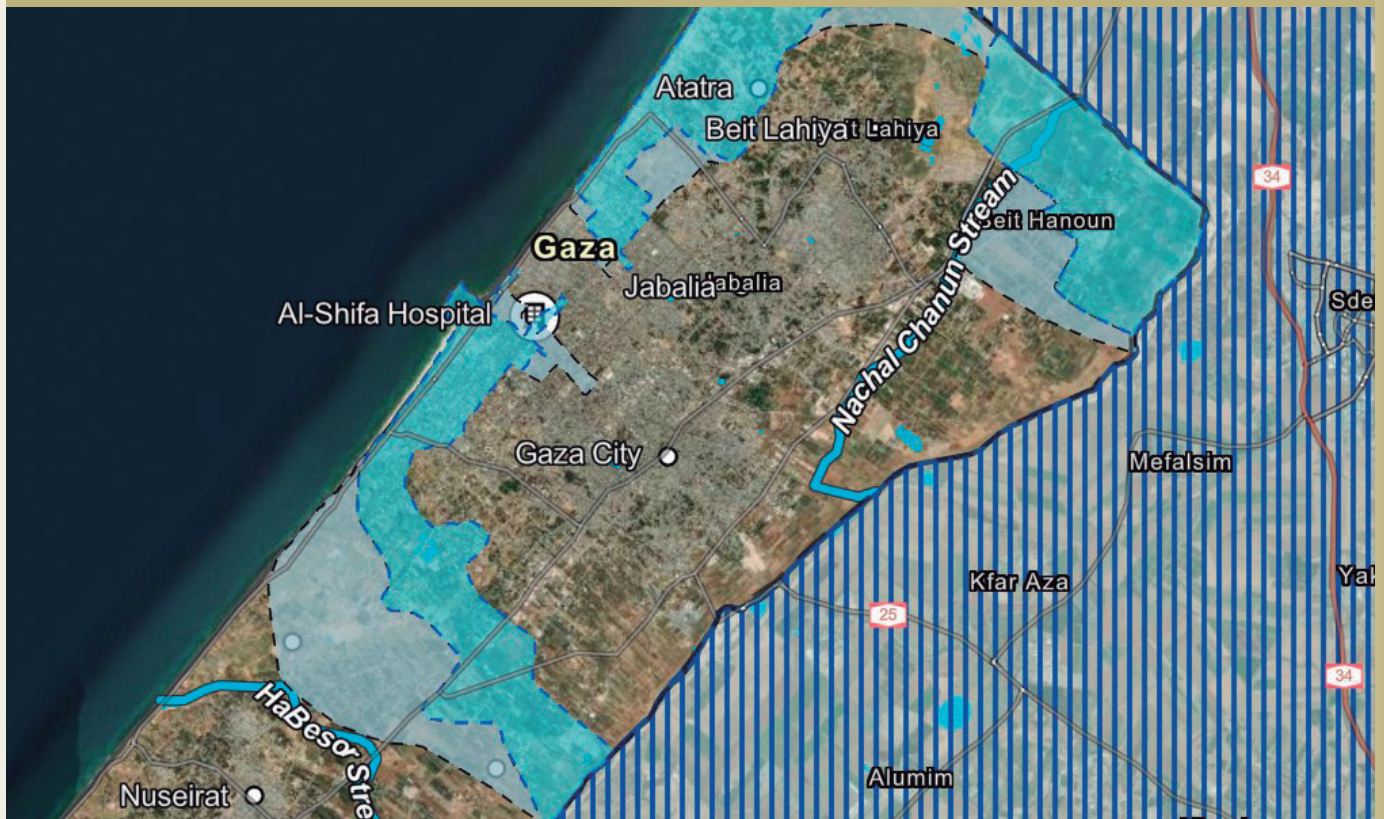 Atatra
Beit Lahiya
Beit Lahiya
34
Nachal Chanun Stream
Beit Hanoun
Gaza
Jabalia
Jabalia
Al-Shifa Hospital
Gaza City
Mefalsim
Kfar Aza
25
34
HaBesor
Alumim
Nuseirat